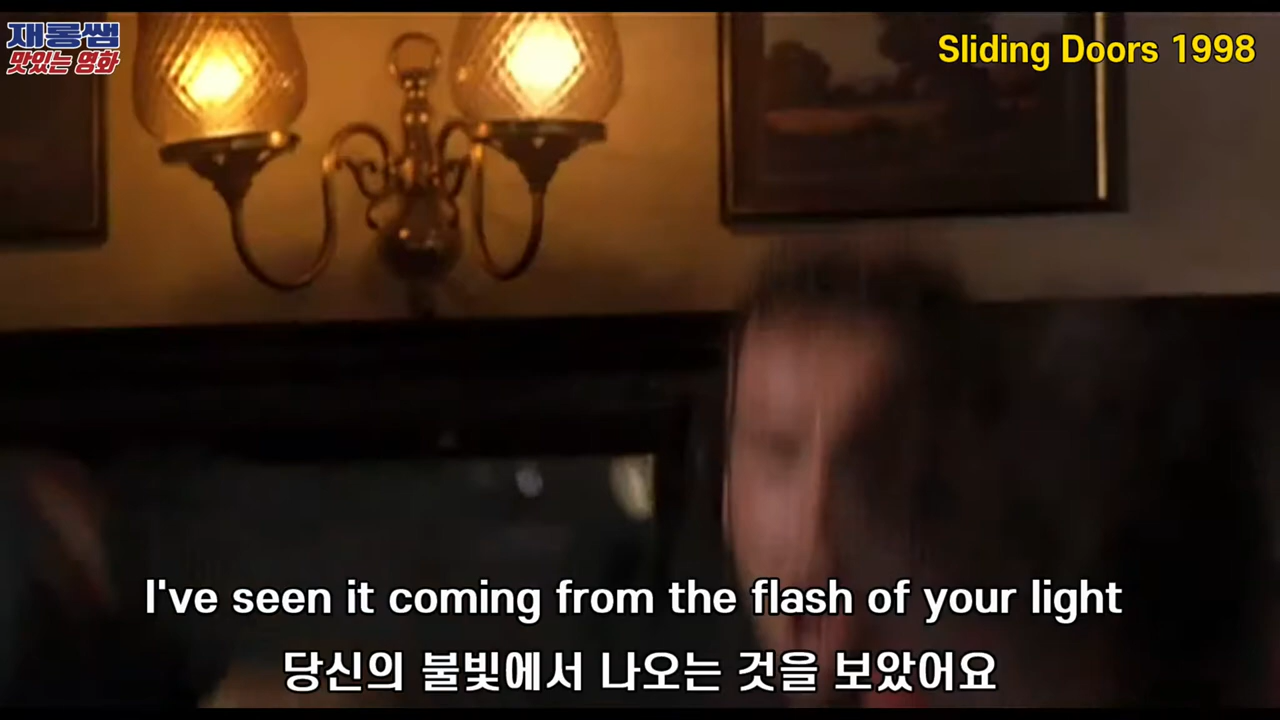 재롱쌤
맛있는 영화
Sliding Doors 1998
I've seen it coming from the flash of your light
당신의 불빛에서 나오는 것을 보았어요